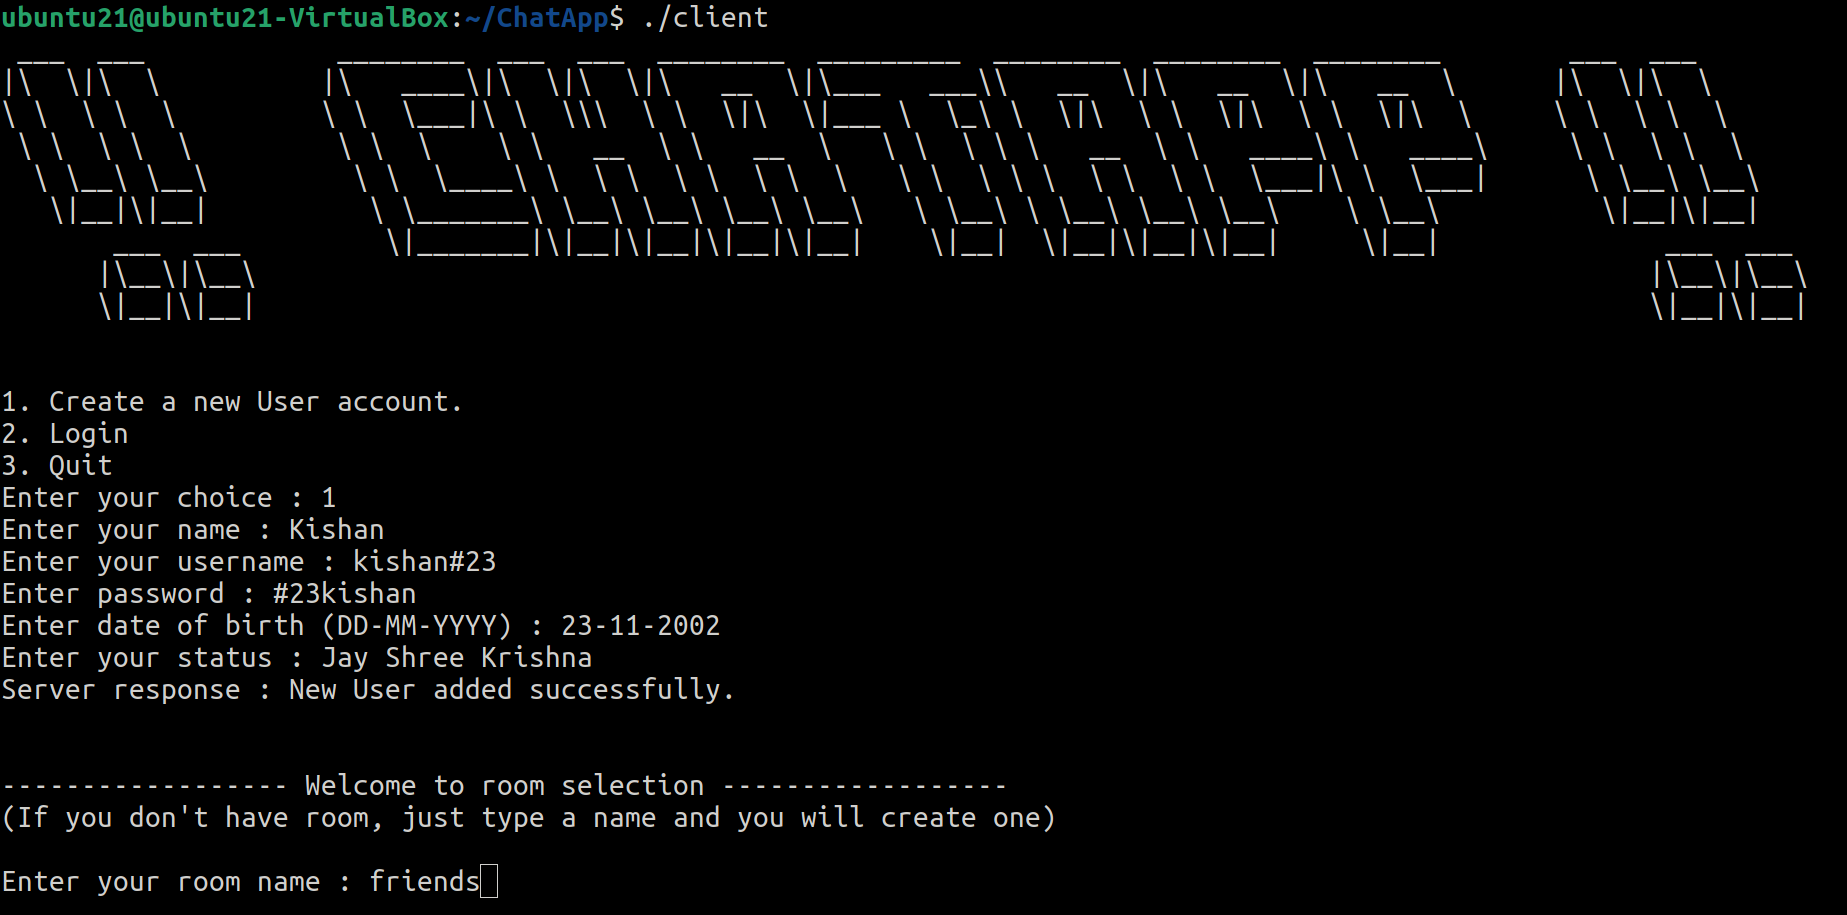 ubuntu21@ubuntu21-VirtualBox:~/ChatApp$ ./client
!! CHATAPP !!
1. Create a new User account.
2. Login
3. Quit
Enter your choice : 1
Enter your name : Kishan
Enter your username : kishan#23
Enter password : #23kishan
Enter date of birth (DD-MM-YYYY) : 23-11-2002
Enter your status : Jay Shree Krishna
Server response : New User added successfully.
------------------ Welcome to room selection ------------------
(If you don't have room, just type a name and you will create one)
Enter your room name : friends